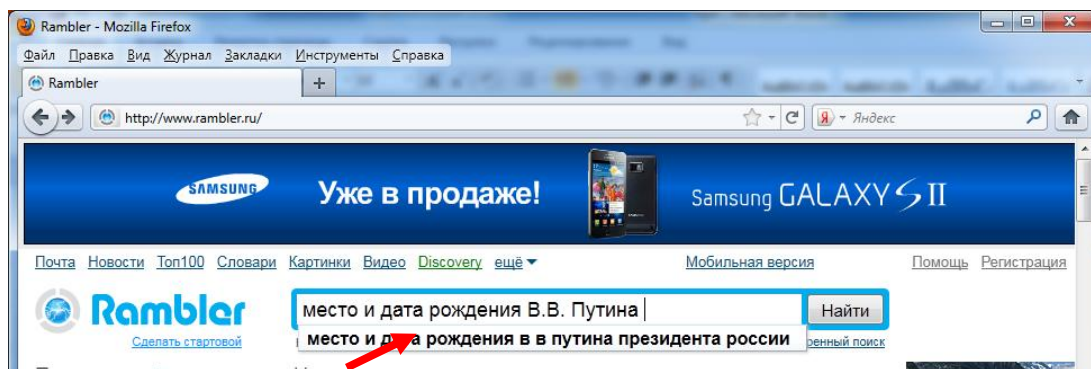 Rambler - Mozilla Firefox
Файл Правка Вид Журнал Закладки Инструменты Справка
Rambler
http://www.rambler.ru/ Яндекс
SAMSUNG Уже в продаже! Samsung GALAXY S II
Почта Новости Топ100 Словари Картинки Видео Discovery ещё Мобильная версия Помощь Регистрация
Rambler место и дата рождения В.В. Путина Найти
Сделать стартовой место и дата рождения в в путина президента россии поиск